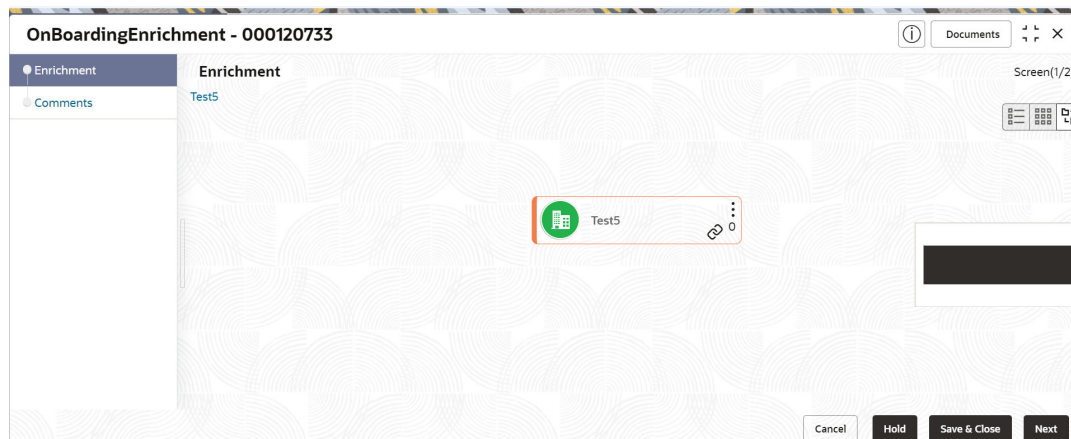 OnBoardingEnrichment - 000120733
Documents
Enrichment
Comments
Enrichment
Screen(1/2
Test5
Test5
0
Cancel
Hold
Save & Close
Next